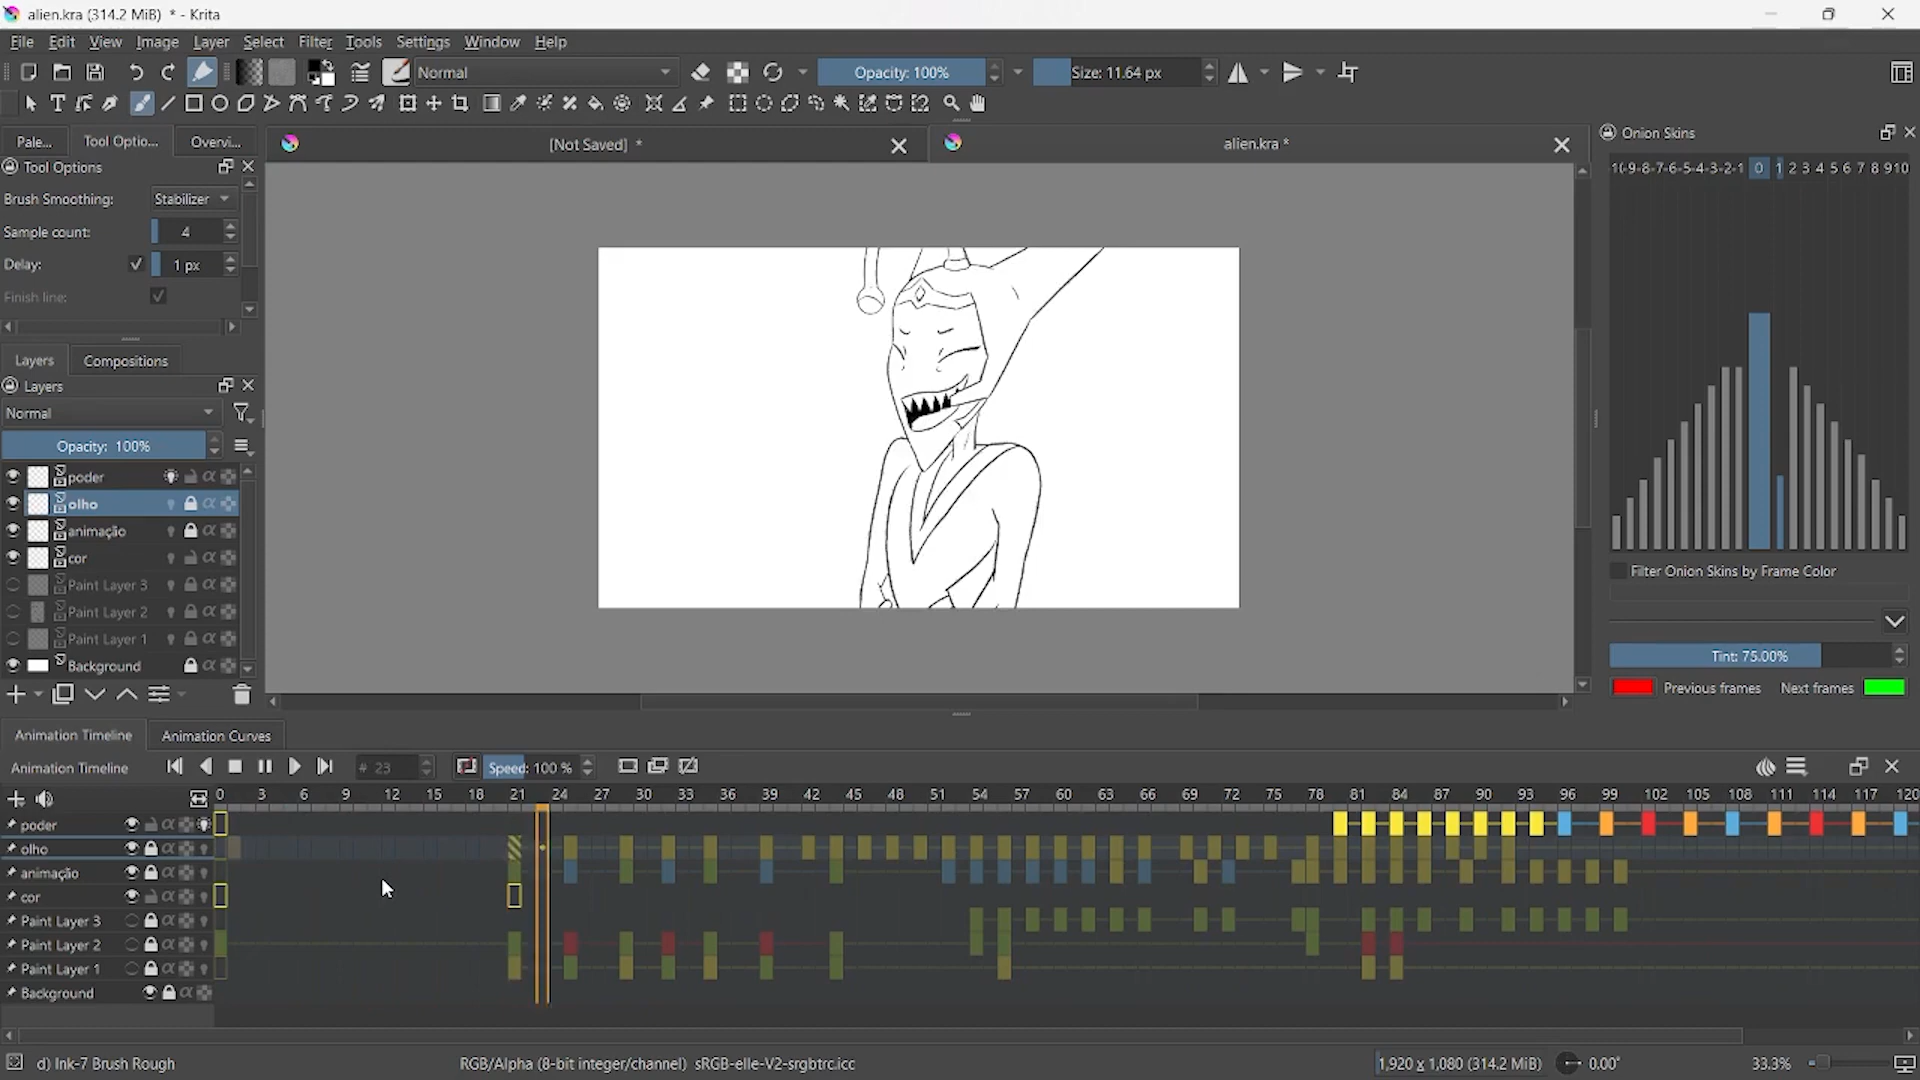 alien.kra (314.2 MiB) * - Krita
File Edit View Image Layer Select Filter Tools Settings Window Help
Normal Opacity: 100% Size: 11.64 px
Pale... Tool Optio... Overvi... [Not Saved] * alien.kra * Onion Skins
Tool Options
-10-9-8-7-6-5-4-3-2-1 0 1 2 3 4 5 6 7 8 9 10
Brush Smoothing: Stabilizer
Sample count: 4
Delay: 1 px
Finish line:
Layers Compositions
Layers
Normal
Opacity: 100%
poder
olho
animação
cor
Paint Layer 3
Paint Layer 2
Paint Layer 1
Background
Filter Onion Skins by Frame Color
Tint: 75.00%
Previous frames Next frames
Animation Timeline Animation Curves
Animation Timeline # 23 Speed: 100 %
0 3 6 9 12 15 18 21 24 27 30 33 36 39 42 45 48 51 54 57 60 63 66 69 72 75 78 81 84 87 90 93 96 99 102 105 108 111 114 117 120
poder
olho
animação
cor
Paint Layer 3
Paint Layer 2
Paint Layer 1
Background
d) Ink-7 Brush Rough RGB/Alpha (8-bit integer/channel) sRGB-elle-V2-srgbtrc.icc 1,920 x 1,080 (314.2 MiB) 0.00° 33.3%